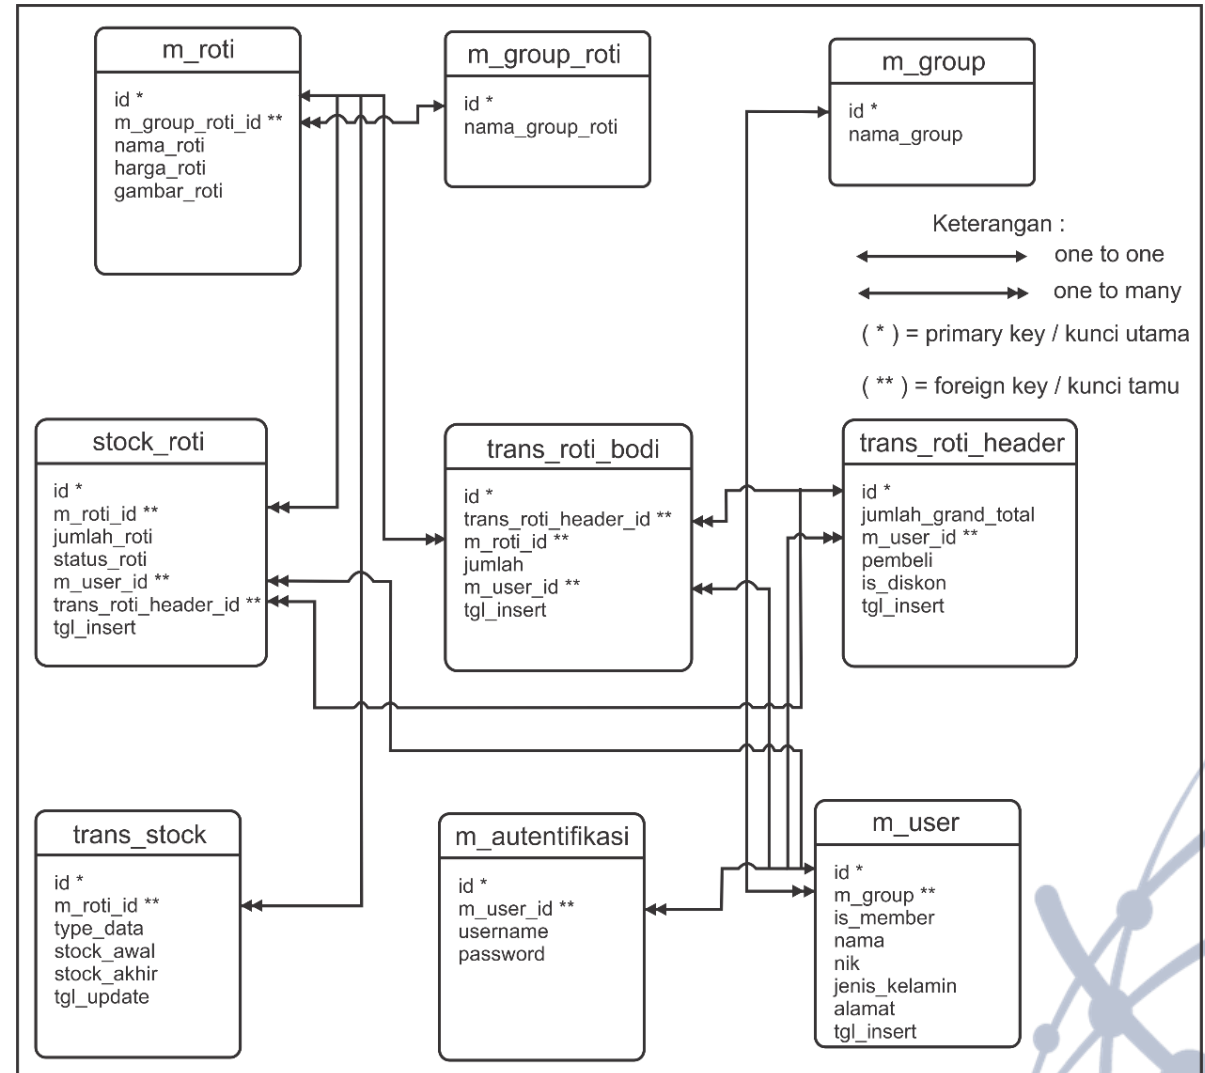 m_roti
id *
m_group_roti_id **
nama_roti
harga_roti
gambar_roti
m_group_roti
id *
nama_group_roti
m_group
id *
nama_group
Keterangan :
one to one
one to many
( * ) = primary key / kunci utama
( ** ) = foreign key / kunci tamu
stock_roti
id *
m_roti_id **
jumlah_roti
status_roti
m_user_id **
trans_roti_header_id **
tgl_insert
trans_roti_bodi
id *
trans_roti_header_id **
m_roti_id **
jumlah
m_user_id **
tgl_insert
trans_roti_header
id *
jumlah_grand_total
m_user_id **
pembeli
is_diskon
tgl_insert
trans_stock
id *
m_roti_id **
type_data
stock_awal
stock_akhir
tgl_update
m_autentifikasi
id *
m_user_id **
username
password
m_user
id *
m_group **
is_member
nama
nik
jenis_kelamin
alamat
tgl_insert